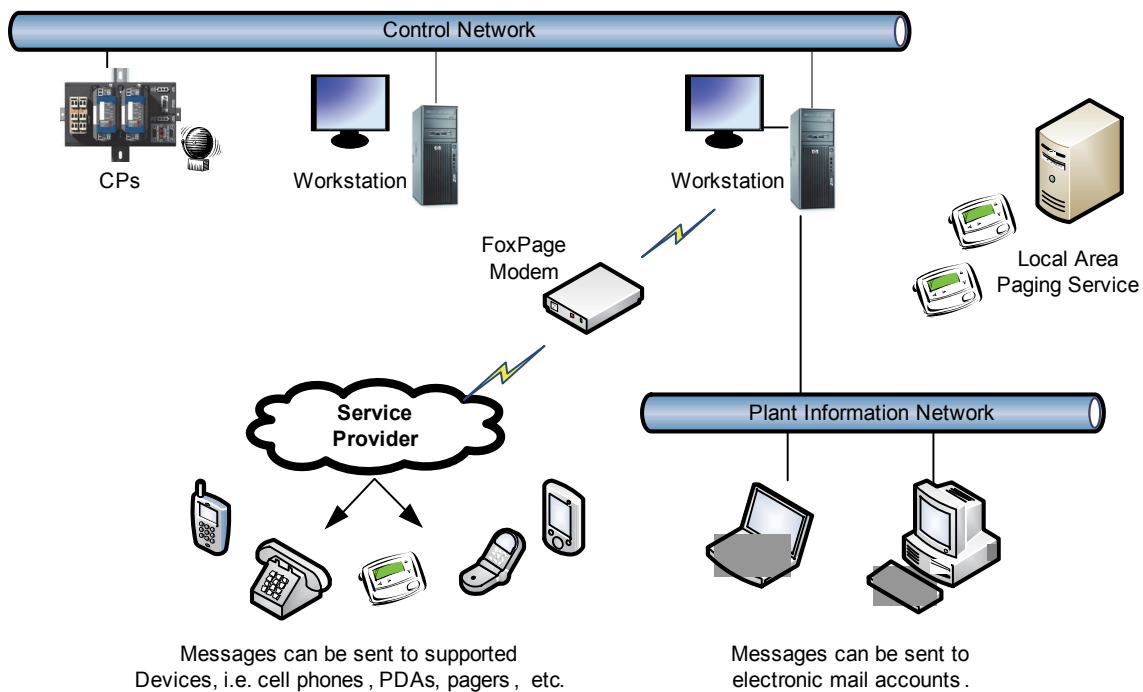 Control Network
CPs
Workstation
Workstation
FoxPage
Modem
Local Area
Paging Service
Service
Provider
Plant Information Network
Messages can be sent to supported
Devices, i.e. cell phones , PDAs, pagers , etc.
Messages can be sent to
electronic mail accounts .